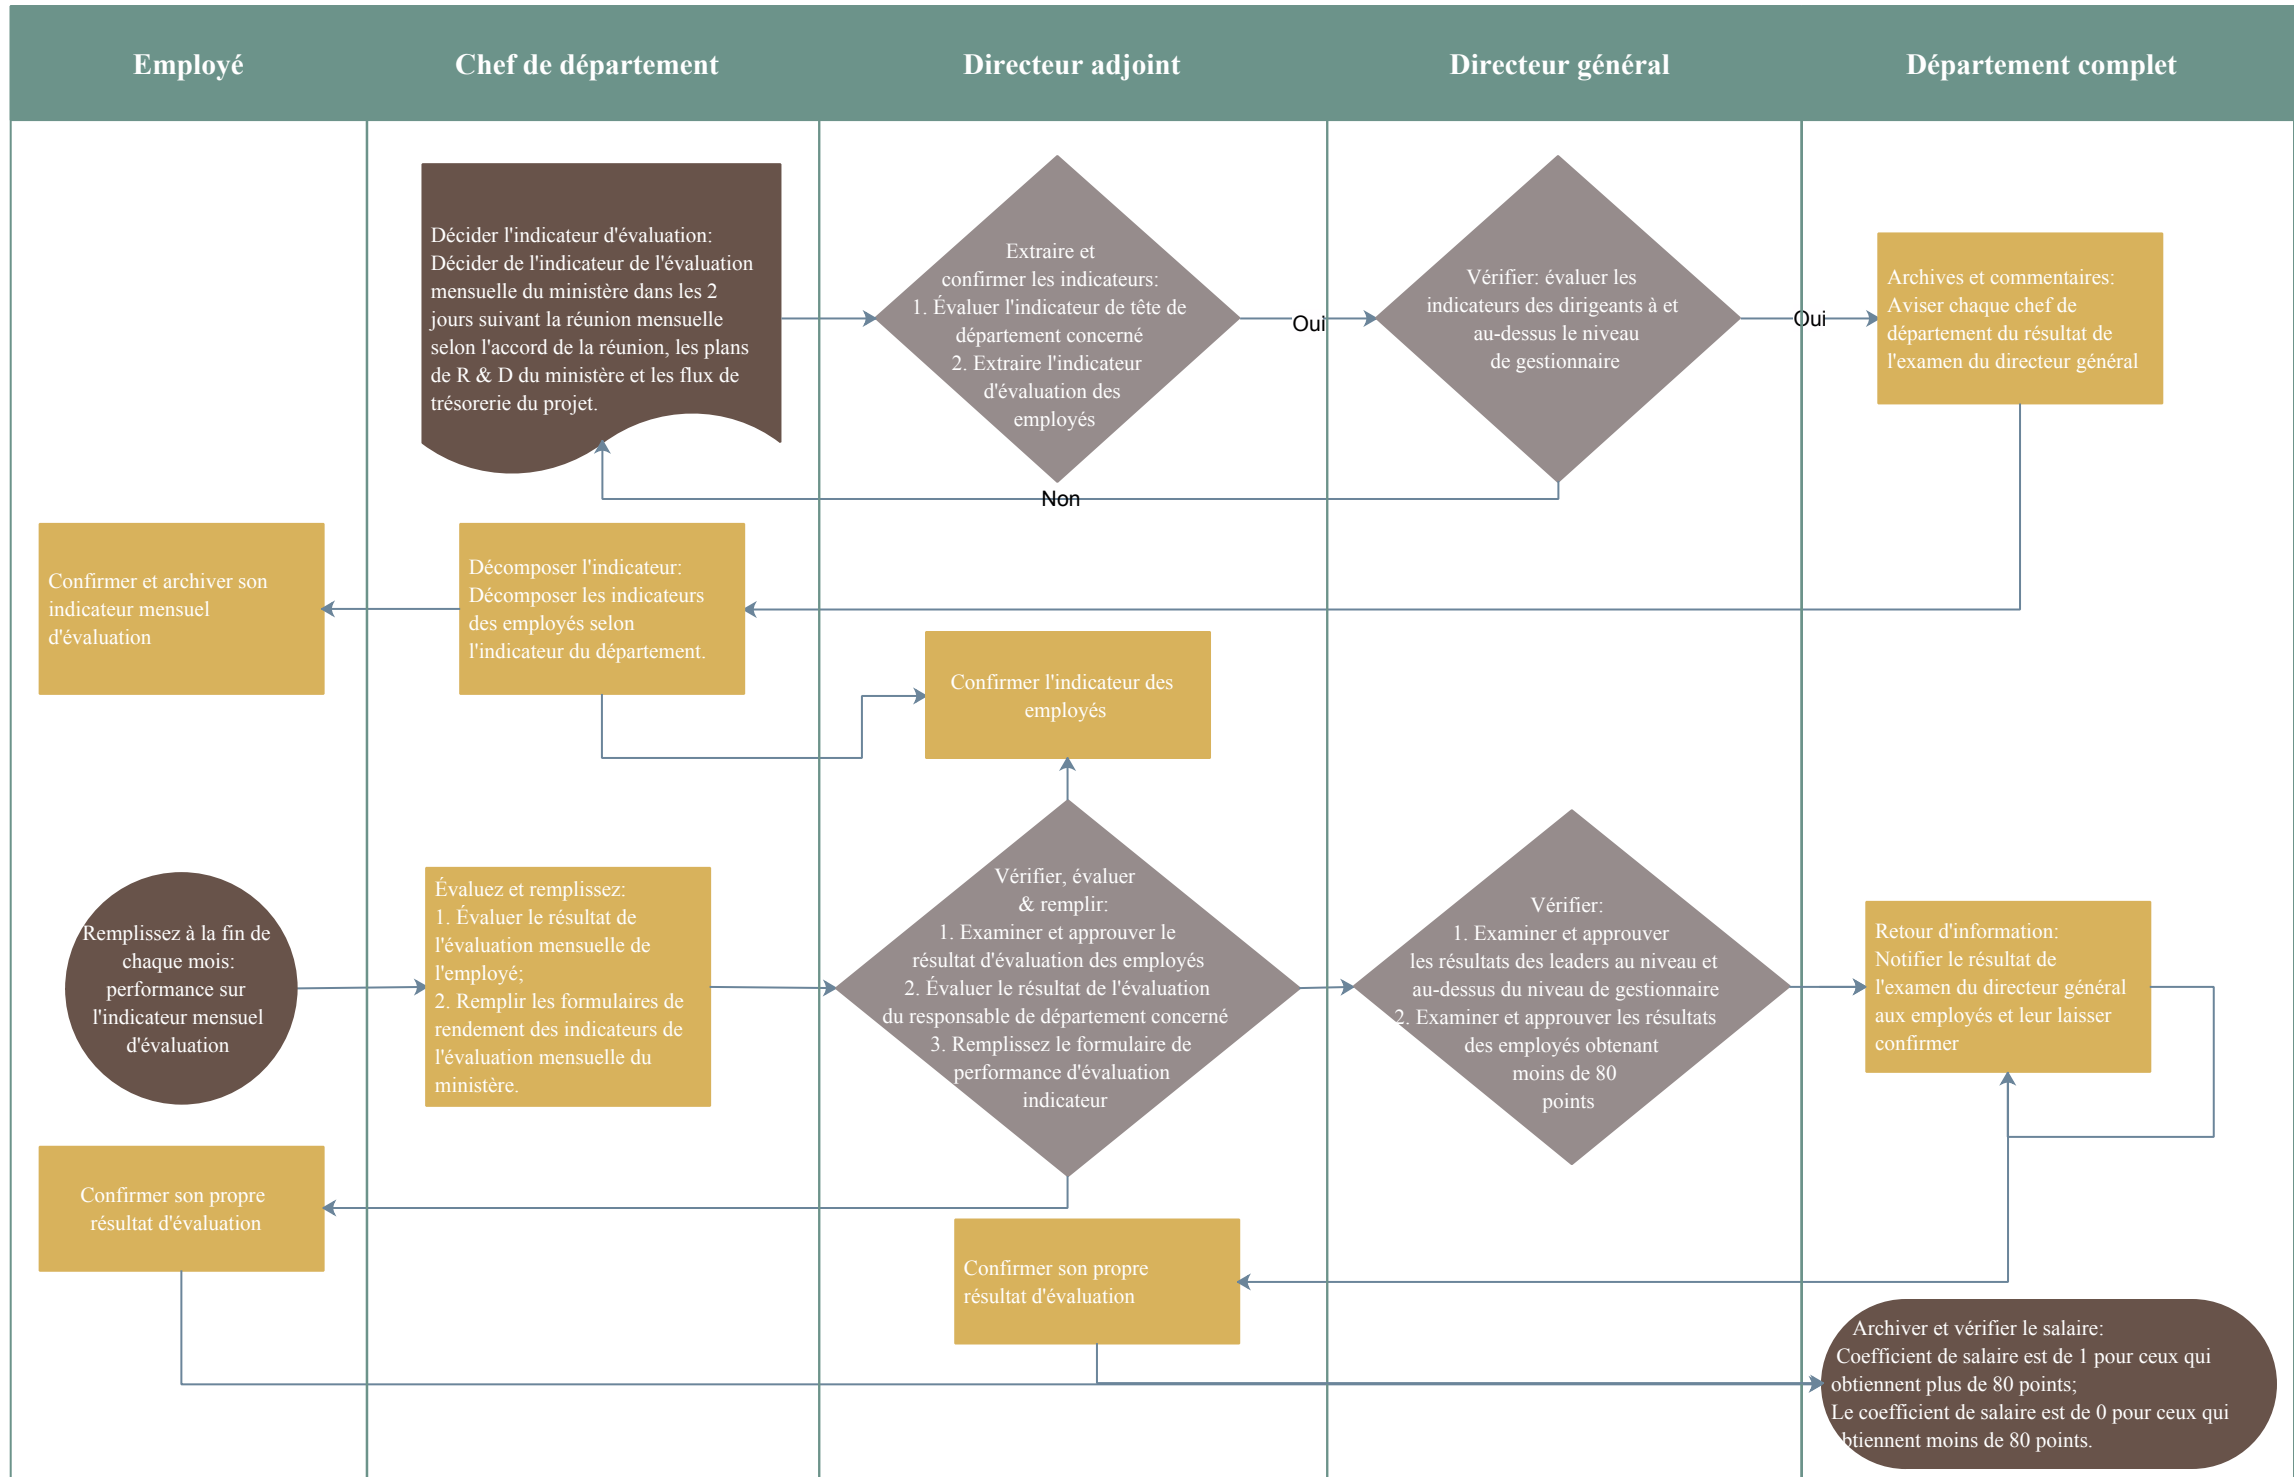 Employé
Chef de département
Directeur adjoint
Directeur général
Département complet
Décider l'indicateur d'évaluation:
Décider de l'indicateur de l'évaluation
mensuelle du ministère dans les 2
jours suivant la réunion mensuelle
selon l'accord de la réunion, les plans
de R & D du ministère et les flux de
trésorerie du projet.
Extraire et
confirmer les indicateurs:
1. Évaluer l'indicateur de tête de
département concerné
2. Extraire l'indicateur
d'évaluation des
employés
Oui
Vérifier: évaluer les
indicateurs des dirigeants à et
au-dessus le niveau
de gestionnaire
Oui
Archives et commentaires:
Aviser chaque chef de
département du résultat de
l'examen du directeur général
Non
Confirmer et archiver son
indicateur mensuel
d'évaluation
Décomposer l'indicateur:
Décomposer les indicateurs
des employés selon
l'indicateur du département.
Confirmer l'indicateur des
employés
Remplissez à la fin de
chaque mois:
performance sur
l'indicateur mensuel
d'évaluation
Évaluez et remplissez:
1. Évaluer le résultat de
l'évaluation mensuelle de
l'employé;
2. Remplir les formulaires de
rendement des indicateurs de
l'évaluation mensuelle du
ministère.
Vérifier, évaluer
& remplir:
1. Examiner et approuver le
résultat d'évaluation des employés
2. Évaluer le résultat de l'évaluation
du responsable de département concerné
3. Remplissez le formulaire de
performance d'évaluation
indicateur
Vérifier:
1. Examiner et approuver
les résultats des leaders au niveau et
au-dessus du niveau de gestionnaire
2. Examiner et approuver les résultats
des employés obtenant
moins de 80
points
Retour d'information:
Notifier le résultat de
l'examen du directeur général
aux employés et leur laisser
confirmer
Confirmer son propre
résultat d'évaluation
Confirmer son propre
résultat d'évaluation
Archiver et vérifier le salaire:
Coefficient de salaire est de 1 pour ceux qui
obtiennent plus de 80 points;
Le coefficient de salaire est de 0 pour ceux qui
obtiennent moins de 80 points.